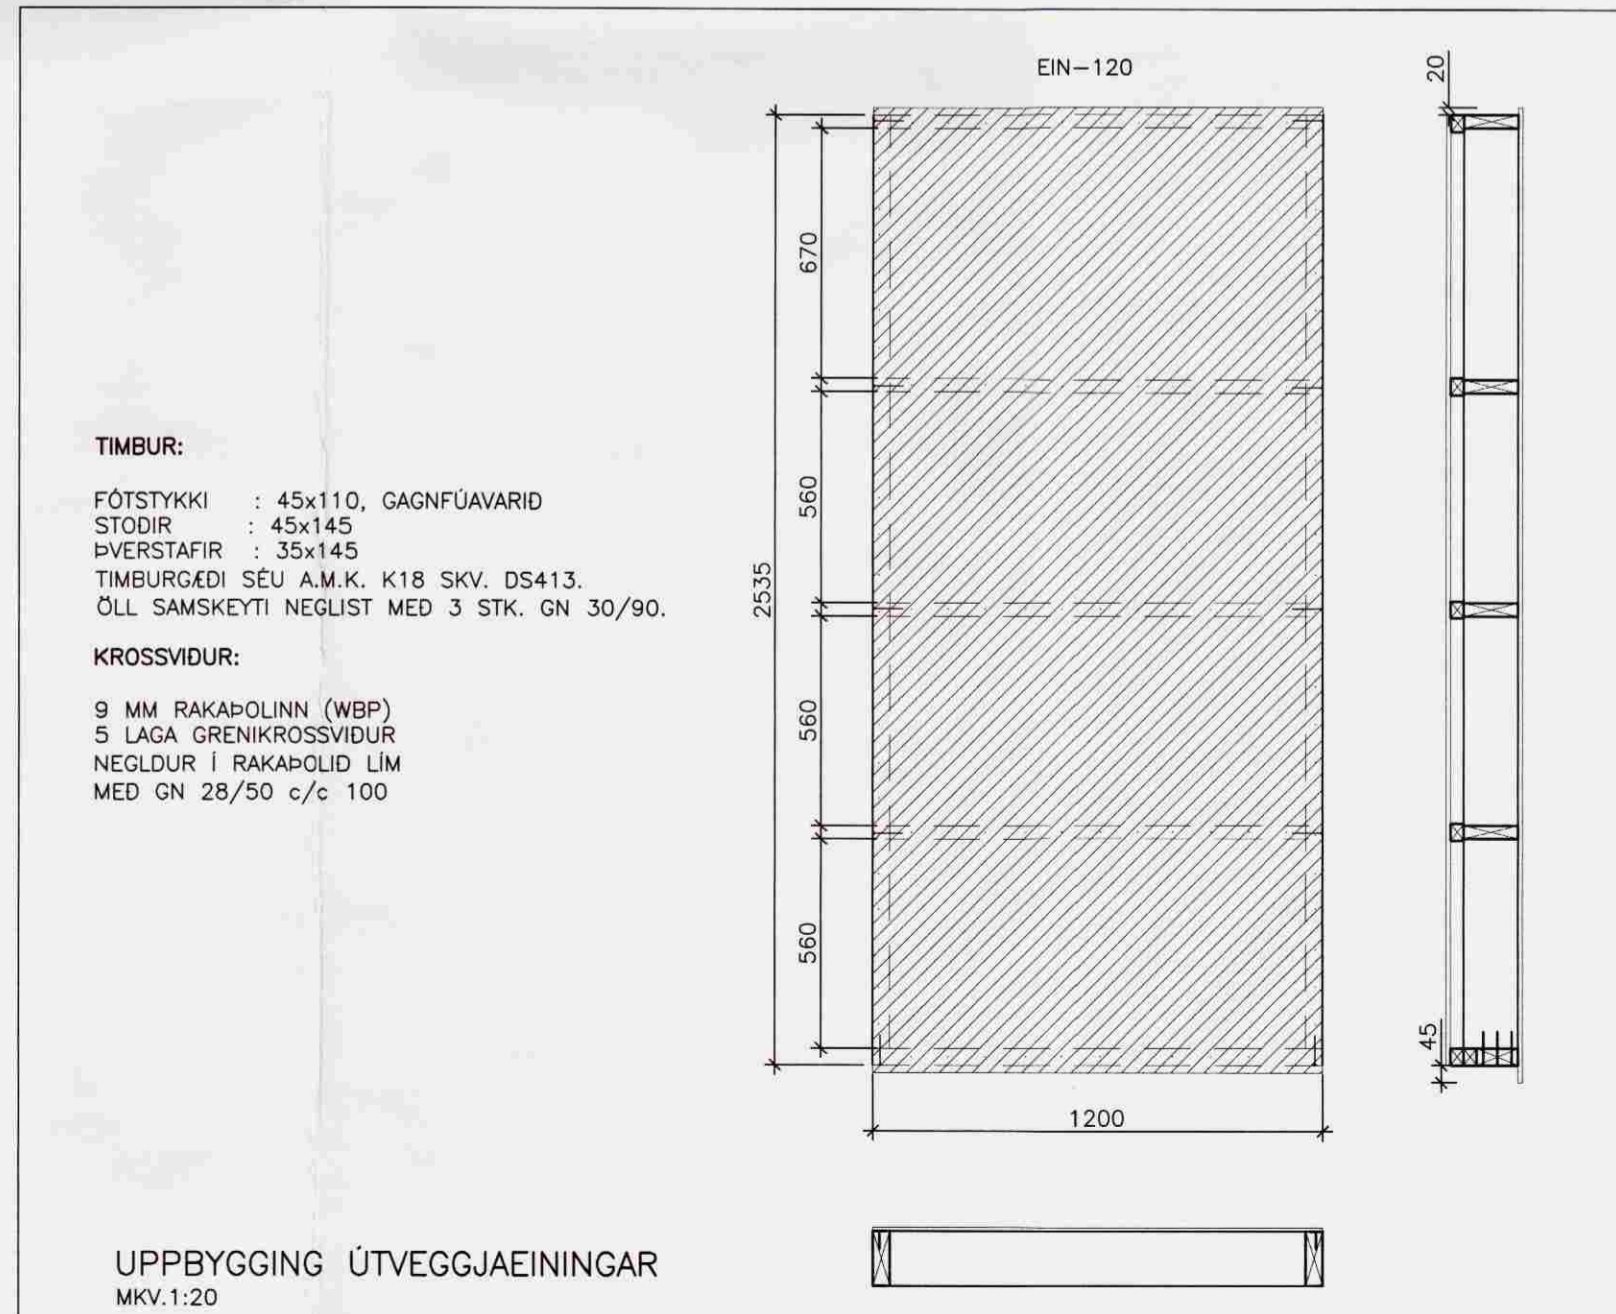 EIN-120
20
670
560
2535
560
560
45
1200
TIMBUR:
FÓTSTYKKI : 45x110, GAGNFÚAVARIÐ
STOÐIR : 45x145
ÞVERSTAFIR : 35x145
TIMBURGÆÐI SÉU A.M.K. K18 SKV. DS413.
ÖLL SAMSKEYTI NEGLIST MEÐ 3 STK. GN 30/90.
KROSSVIÐUR:
9 MM RAKAÞOLINN (WBP)
5 LAGA GRENIKROSSVIÐUR
NEGLDUR Í RAKAÞOLIÐ LÍM
MEÐ GN 28/50 c/c 100
UPPBYGGING ÚTVEGGJAEININGAR
MKV.1:20